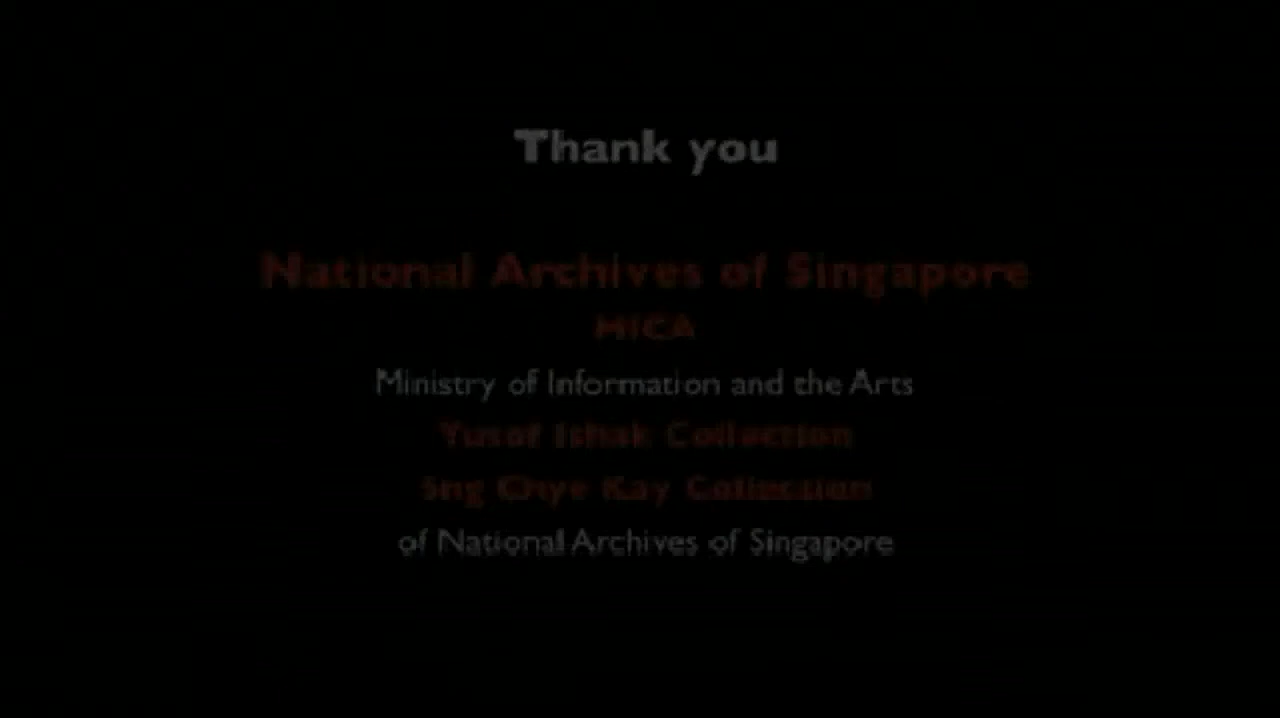 Thank you
National Archives of Singapore
MICA
Ministry of Information and the Arts
Yusof Ishak Collection
Sng Chye Kay Collection
of National Archives of Singapore